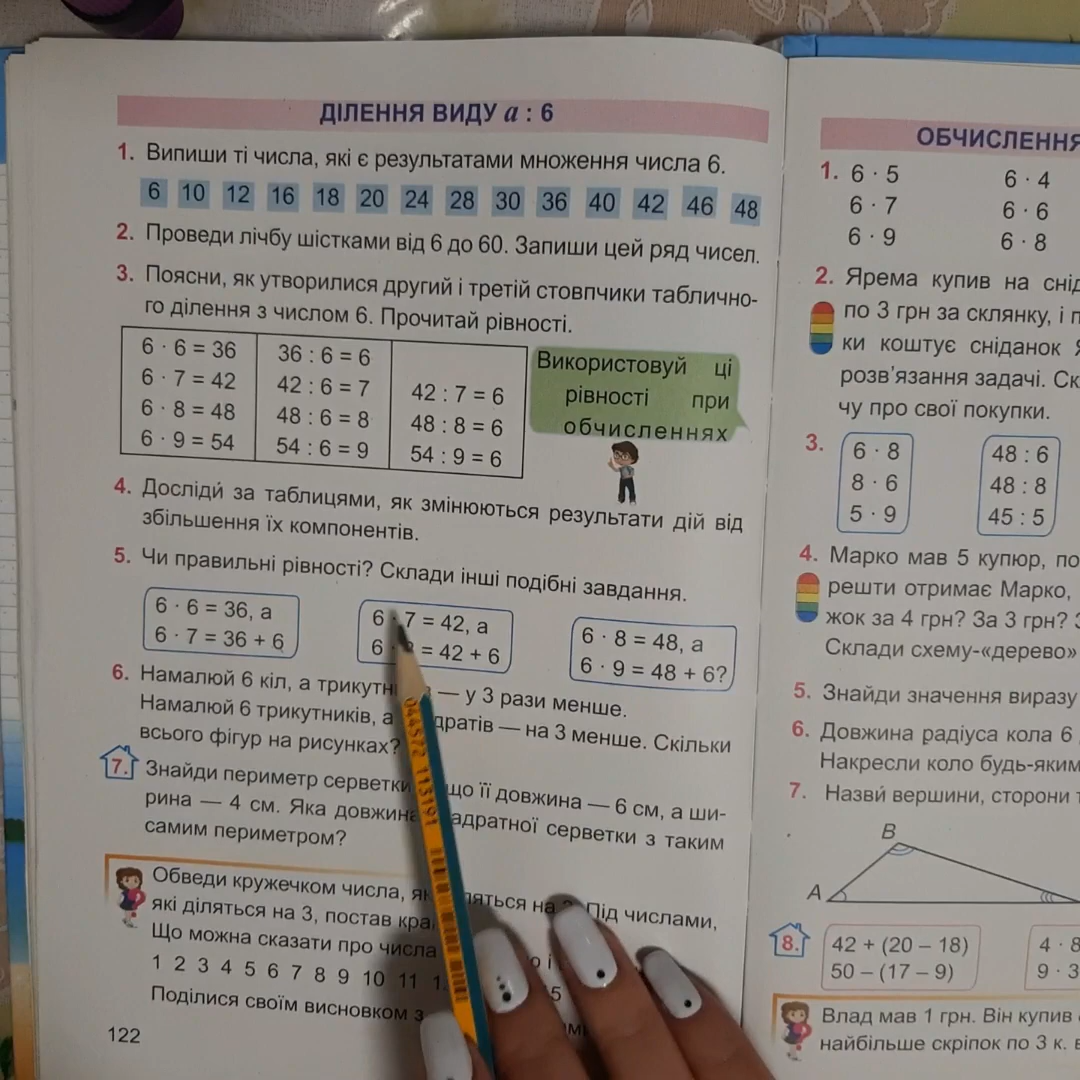 ДІЛЕННЯ ВИДУ a : 6
1. Випиши ті числа, які є результатами множення числа 6.
6 10 12 16 18 20 24 28 30 36 40 42 46 48
2. Проведи лічбу шістками від 6 до 60. Запиши цей ряд чисел.
3. Поясни, як утворилися другий і третій стовпчики таблично-
го ділення з числом 6. Прочитай рівності.
6 · 6 = 36 36 : 6 = 6
6 · 7 = 42 42 : 6 = 7 42 : 7 = 6
6 · 8 = 48 48 : 6 = 8 48 : 8 = 6
6 · 9 = 54 54 : 6 = 9 54 : 9 = 6
Використовуй ці
рівності при
обчисленнях
4. Дослідѝ за таблицями, як змінюються результати дій від
збільшення їх компонентів.
5. Чи правильні рівності? Склади інші подібні завдання.
6 · 6 = 36, а
6 · 7 = 36 + 6
6 · 7 = 42, а
6 · = 42 + 6
6 · 8 = 48, а
6 · 9 = 48 + 6?
6. Намалюй 6 кіл, а — у 3 рази менше.
Намалюй 6 трикутників, а — на 3 менше. Скільки
всього фігур на рисунках?
7. Знайди периметр серветки її довжина — 6 см, а ши-
рина — 4 см. Яка серветки з таким
самим периметром?
Обведи кружечком числа, на Під числами,
які діляться на 3, постав
Що можна сказати про числа і
1 2 3 4 5 6 7 8 9 10 11
Поділися своїм висновком з
122
ОБЧИСЛЕННЯ
1. 6 · 5 6 · 4
6 · 7 6 · 6
6 · 9 6 · 8
2. Ярема купив на
по 3 грн за склянку, і
ки коштує сніданок
розв'язання задачі.
чу про свої покупки.
3. 6 · 8 48 : 6
8 · 6 48 : 8
5 · 9 45 : 5
4. Марко мав 5 купюр, по
решти отримає Марко,
жок за 4 грн? За 3 грн?
Склади схему-«дерево»
5. Знайди значення виразу
6. Довжина радіуса кола 6
Накресли коло будь-яким
7. Назвѝ вершини, сторони
B
A
8. 42 + (20 – 18) 4 · 8
50 – (17 – 9) 9 · 3
Влад мав 1 грн. Він купив
найбільше скріпок по 3 к.